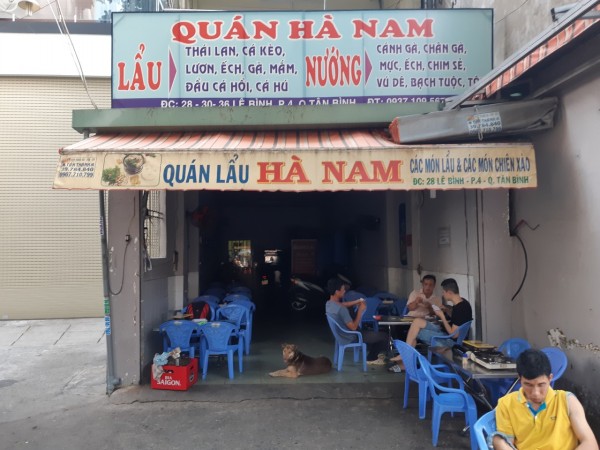 QUÁN HÀ NAM
LẨU
THÁI LAN, CÁ KÈO,
LƯƠN, ẾCH, GÀ, MẮM,
ĐẦU CÁ HỒI, CÁ HÚ
NƯỚNG
CÁNH GÀ, CHÂN GÀ,
MỰC, ẾCH, CHIM SẺ,
VÚ DÊ, BẠCH TUỘC,
ĐC: 28 - 30 - 36 LÊ BÌNH, P.4, Q.TÂN BÌNH
QUÁN LẨU HÀ NAM
CÁC MÓN LẨU & CÁC MÓN CHIÊN XÀO
ĐC: 28 LÊ BÌNH - P.4 - Q. TÂN BÌNH
SAIGON